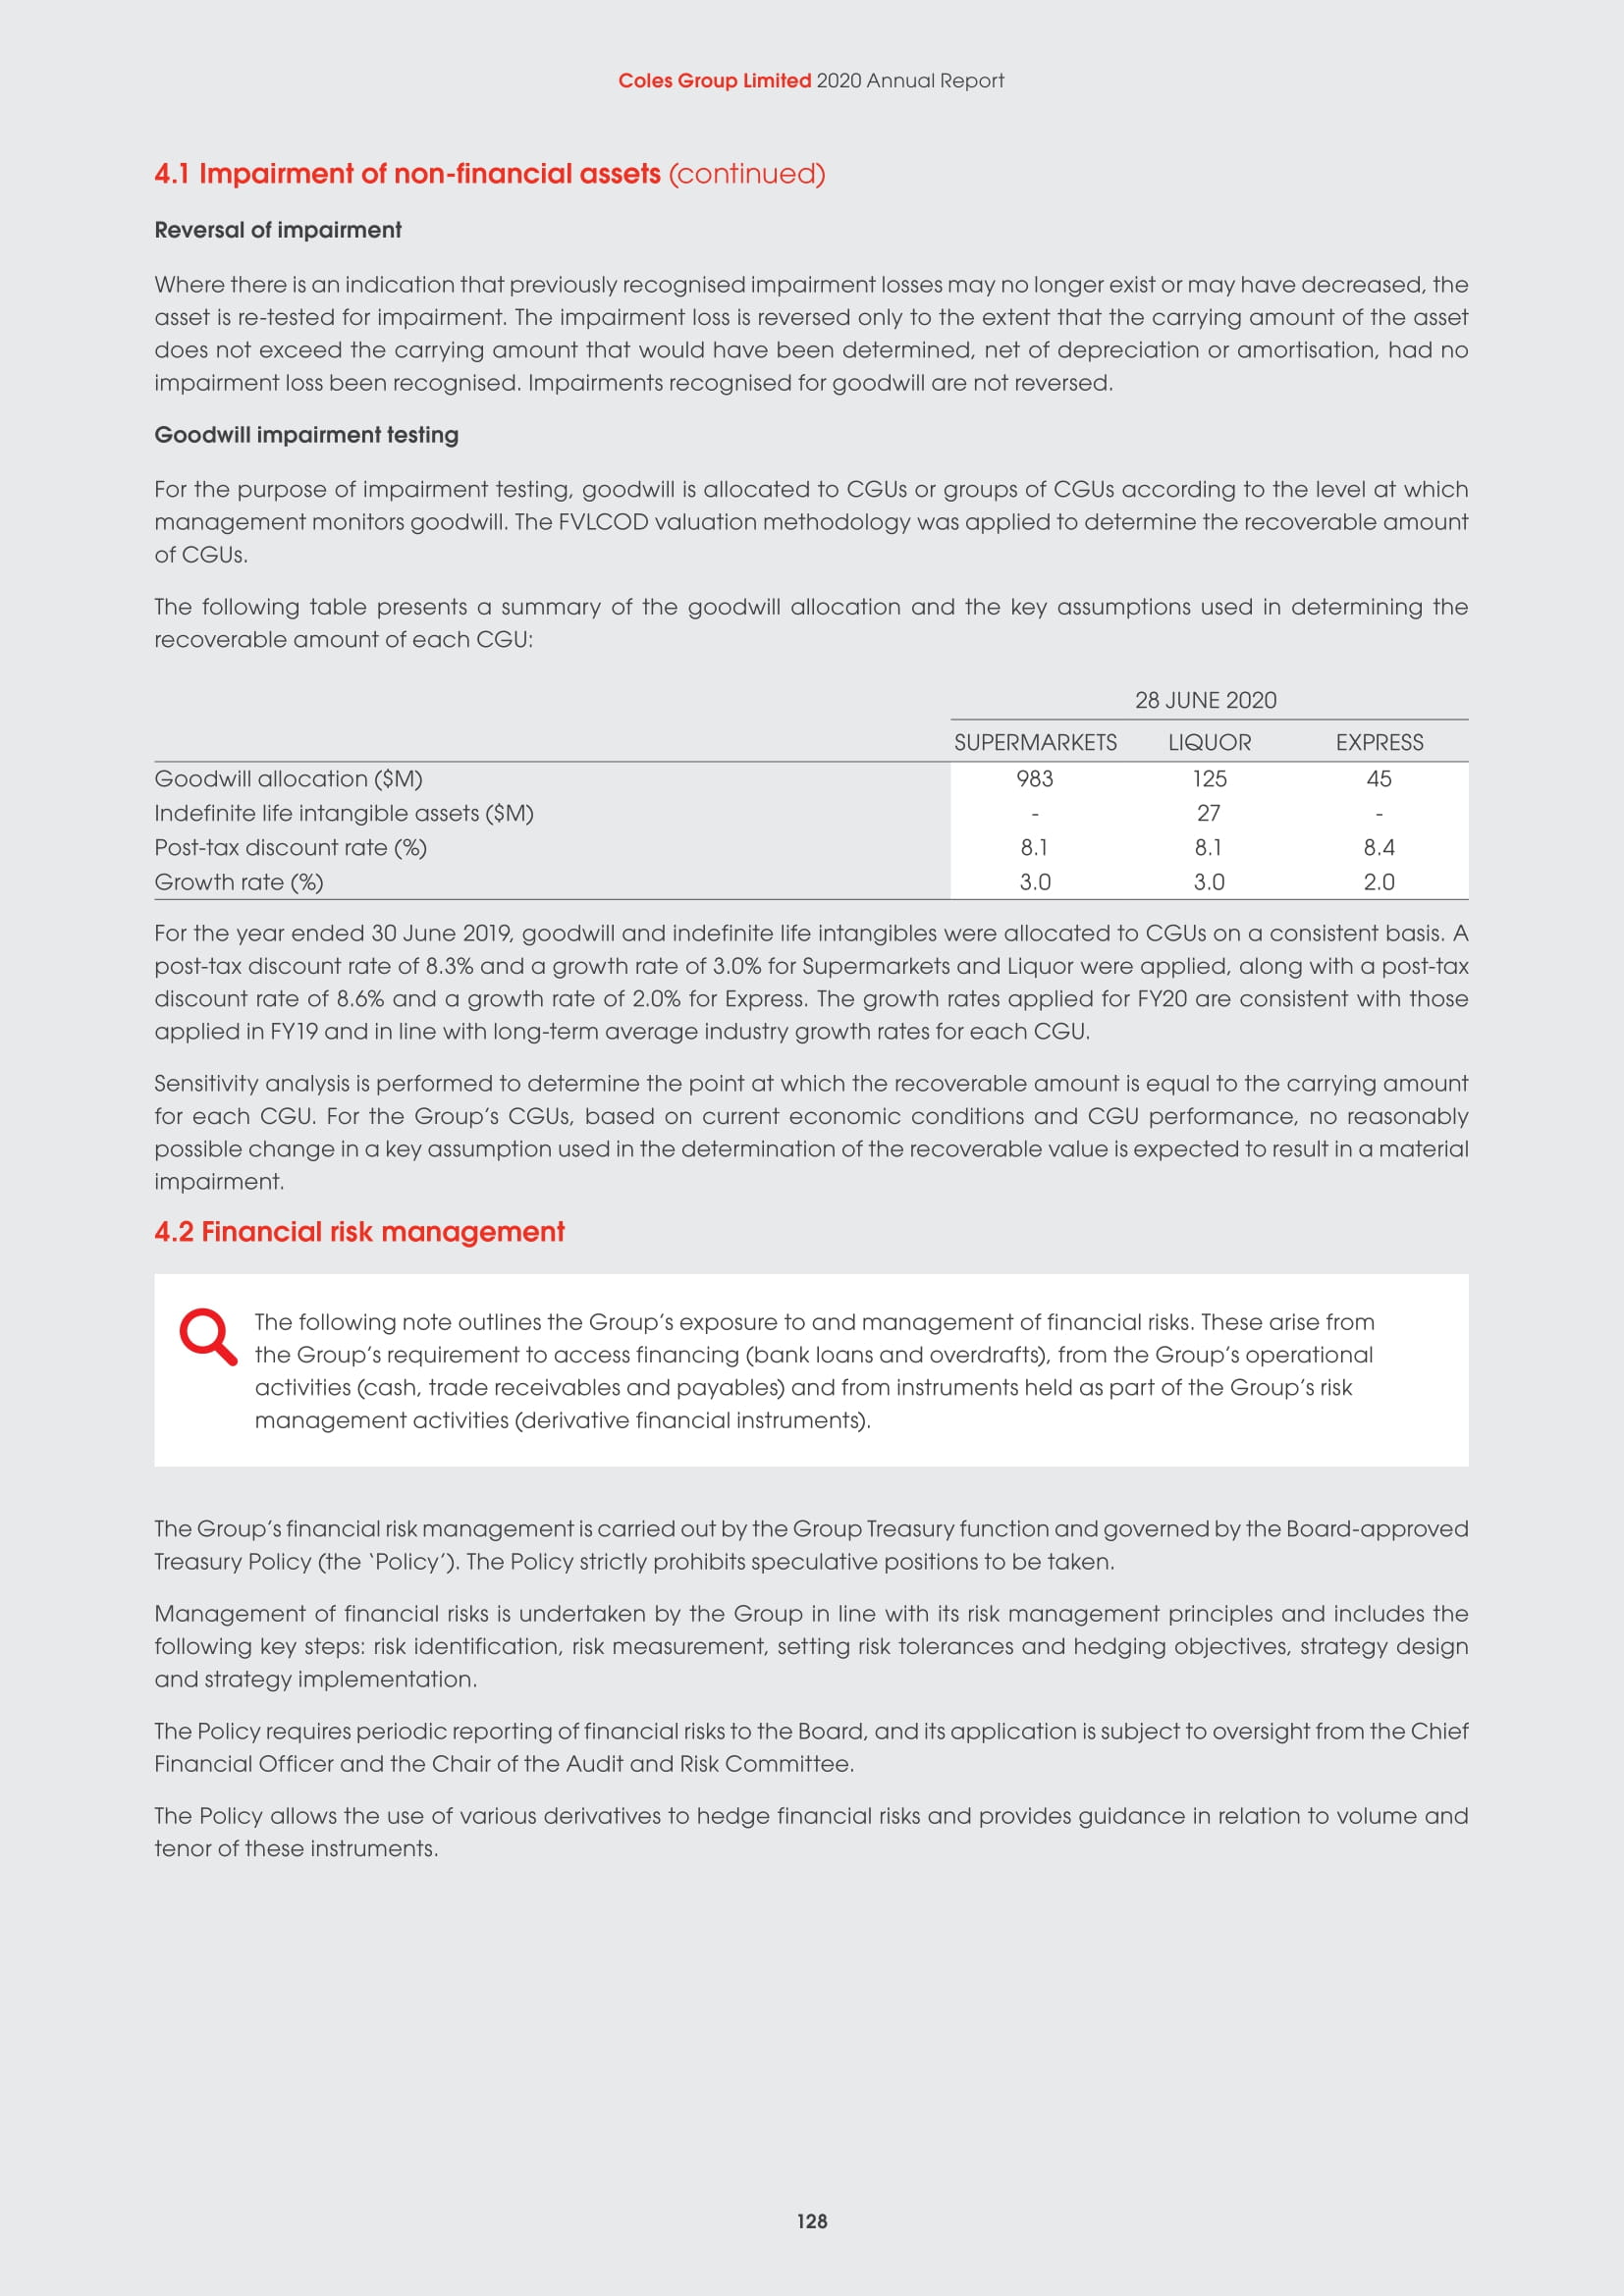 Coles Group Limited 2020 Annual Report
4.1 Impairment of non-financial assets (continued)
Reversal of impairment
Where there is an indication that previously recognised impairment losses may no longer exist or may have decreased, the
asset is re-tested for impairment. The impairment loss is reversed only to the extent that the carrying amount of the asset
does not exceed the carrying amount that would have been determined, net of depreciation or amortisation, had no
impairment loss been recognised. Impairments recognised for goodwill are not reversed.
Goodwill impairment testing
For the purpose of impairment testing, goodwill is allocated to CGUs or groups of CGUs according to the level at which
management monitors goodwill. The FVLCOD valuation methodology was applied to determine the recoverable amount
of CGUs.
The following table presents a summary of the goodwill allocation and the key assumptions used in determining the
recoverable amount of each CGU:
28 JUNE 2020
SUPERMARKETS LIQUOR EXPRESS
Goodwill allocation ($M) 983 125 45
Indefinite life intangible assets ($M) - 27 -
Post-tax discount rate (%) 8.1 8.1 8.4
Growth rate (%) 3.0 3.0 2.0
For the year ended 30 June 2019, goodwill and indefinite life intangibles were allocated to CGUs on a consistent basis. A
post-tax discount rate of 8.3% and a growth rate of 3.0% for Supermarkets and Liquor were applied, along with a post-tax
discount rate of 8.6% and a growth rate of 2.0% for Express. The growth rates applied for FY20 are consistent with those
applied in FY19 and in line with long-term average industry growth rates for each CGU.
Sensitivity analysis is performed to determine the point at which the recoverable amount is equal to the carrying amount
for each CGU. For the Group's CGUs, based on current economic conditions and CGU performance, no reasonably
possible change in a key assumption used in the determination of the recoverable value is expected to result in a material
impairment.
4.2 Financial risk management
The following note outlines the Group's exposure to and management of financial risks. These arise from
the Group's requirement to access financing (bank loans and overdrafts), from the Group's operational
activities (cash, trade receivables and payables) and from instruments held as part of the Group's risk
management activities (derivative financial instruments).
The Group's financial risk management is carried out by the Group Treasury function and governed by the Board-approved
Treasury Policy (the ‛Policy'). The Policy strictly prohibits speculative positions to be taken.
Management of financial risks is undertaken by the Group in line with its risk management principles and includes the
following key steps: risk identification, risk measurement, setting risk tolerances and hedging objectives, strategy design
and strategy implementation.
The Policy requires periodic reporting of financial risks to the Board, and its application is subject to oversight from the Chief
Financial Officer and the Chair of the Audit and Risk Committee.
The Policy allows the use of various derivatives to hedge financial risks and provides guidance in relation to volume and
tenor of these instruments.
128